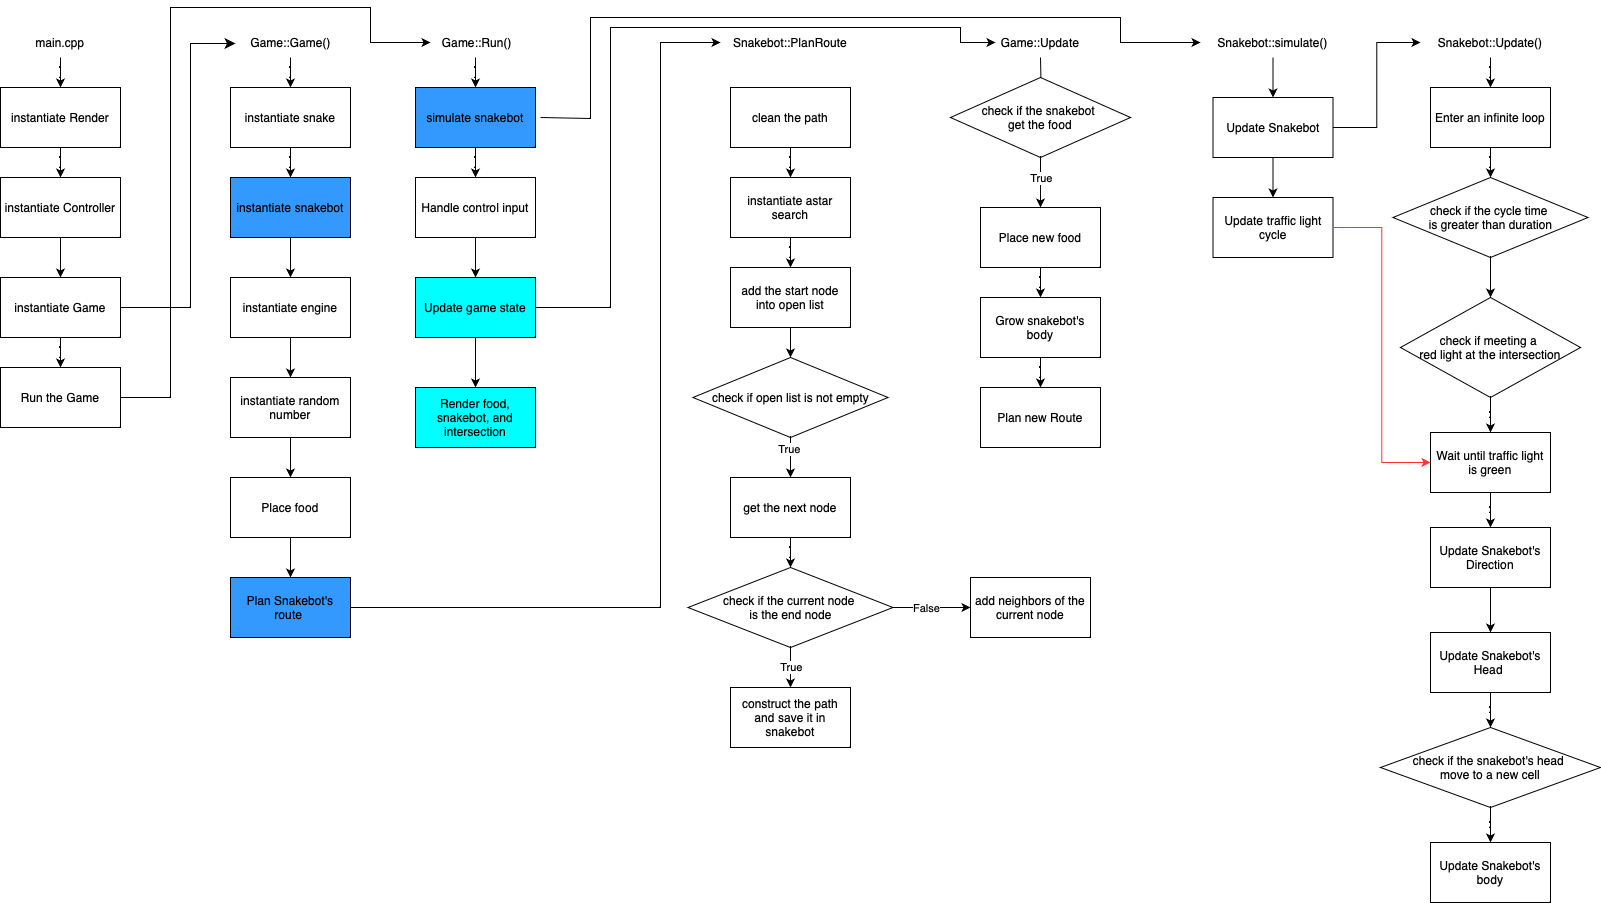 main.cpp
instantiate Render
instantiate Controller
instantiate Game
Run the Game
Game::Game()
instantiate snake
instantiate snakebot
instantiate engine
instantiate random
number
Place food
Plan Snakebot's
route
Game::Run()
simulate snakebot
Handle control input
Update game state
Render food,
snakebot, and
intersection
Snakebot::PlanRoute
clean the path
instantiate astar
search
add the start node
into open list
check if open list is not empty
True
get the next node
check if the current node
is the end node
False
add neighbors of the
current node
True
construct the path
and save it in
snakebot
Game::Update
check if the snakebot
get the food
True
Place new food
Grow snakebot's
body
Plan new Route
Snakebot::simulate()
Update Snakebot
Update traffic light
cycle
Snakebot::Update()
Enter an infinite loop
check if the cycle time
is greater than duration
check if meeting a
red light at the intersection
Wait until traffic light
is green
Update Snakebot's
Direction
Update Snakebot's
Head
check if the snakebot's head
move to a new cell
Update Snakebot's
body